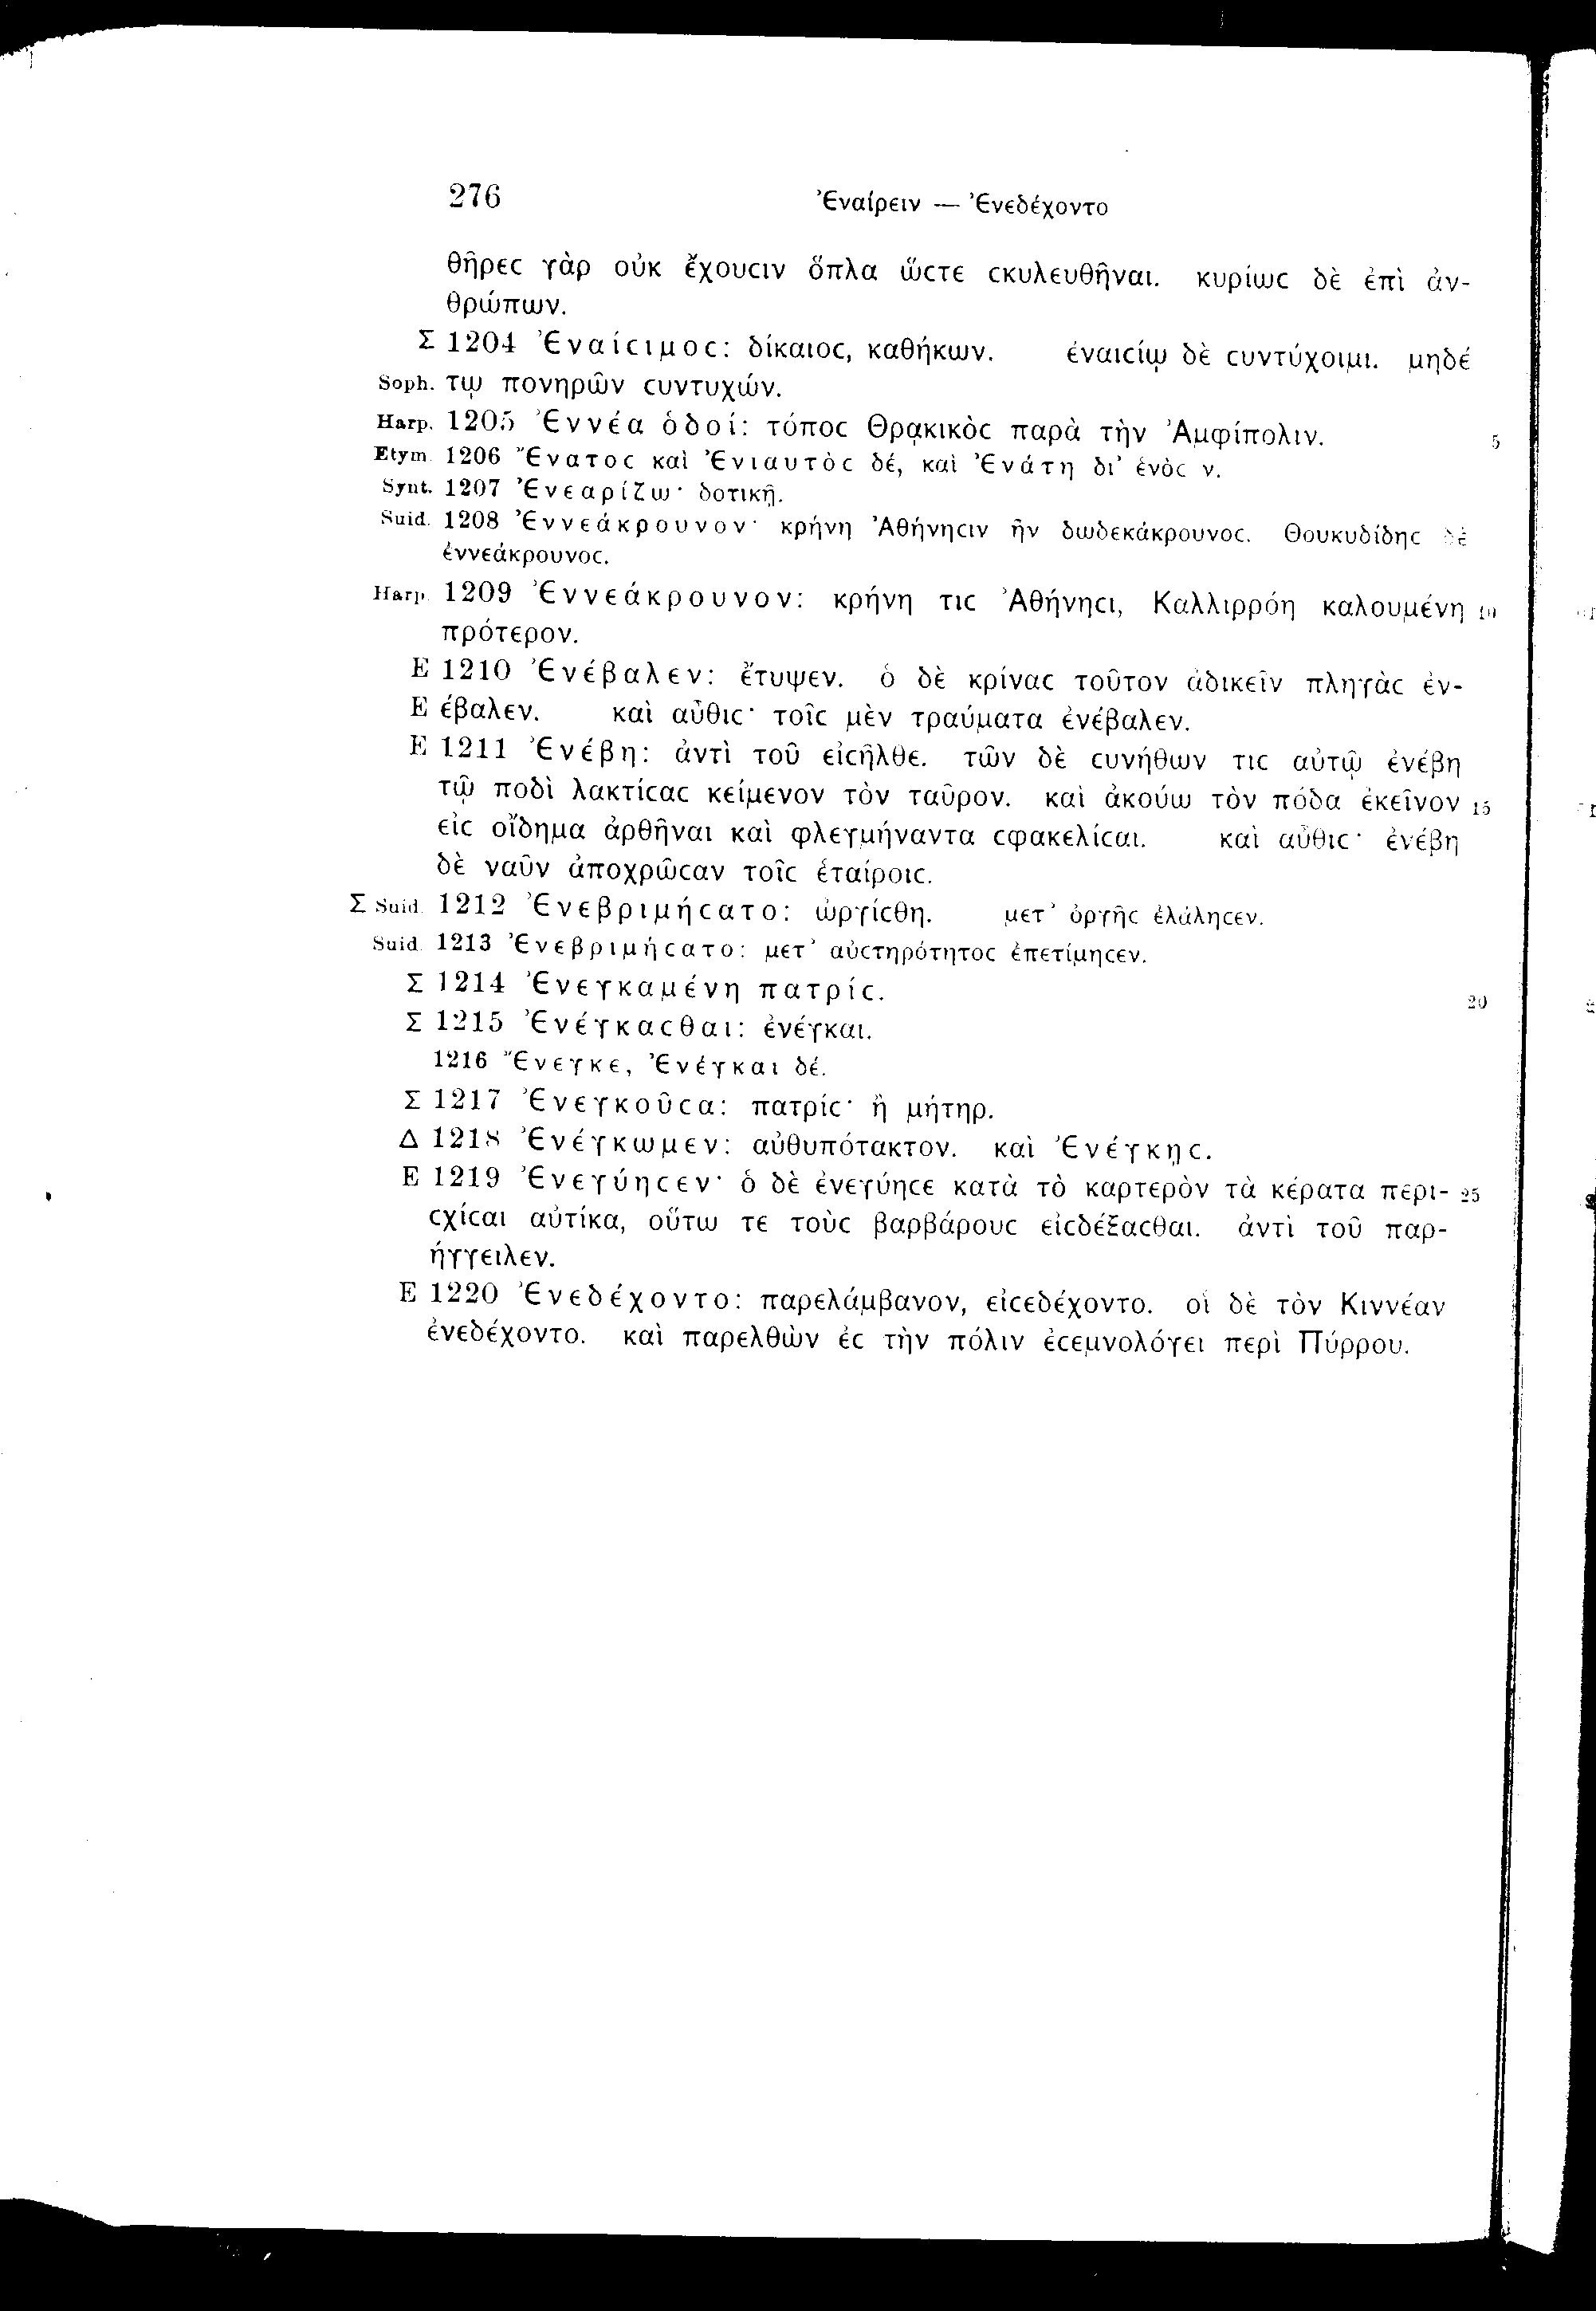 276 Ἐναίρειν — Ἐνεδέχοντο
θῆρεϲ γὰρ οὐκ ἔχουϲιν ὅπλα ὥϲτε ϲκυλευθῆναι. κυρίωϲ δὲ ἐπὶ ἀν-
θρώπων.
Σ 1204 Ἐναίϲιμοϲ: δίκαιοϲ, καθήκων. ἐναιϲίῳ δὲ ϲυντύχοιμι. μηδέ
Soph. τῳ πονηρῶν ϲυντυχών.
Harp. 1205 Ἐννέα ὁδοί: τόποϲ Θρᾳκικὸϲ παρὰ τὴν Ἀμφίπολιν. 5
Etym. 1206 Ἔνατοϲ καὶ Ἐνιαυτὸϲ δέ, καὶ Ἐνάτη δι' ἑνὸϲ ν.
Synt. 1207 Ἐνεαρίζω· δοτικῇ.
Suid. 1208 Ἐννεάκρουνον· κρήνη Ἀθήνηϲιν ἢν δωδεκάκρουνοϲ. Θουκυδίδηϲ δὲ
ἐννεάκρουνοϲ.
Harp. 1209 Ἐννεάκρουνον: κρήνη τιϲ Ἀθήνηϲι, Καλλιρρόη καλουμένη 10
πρότερον.
E 1210 Ἐνέβαλεν: ἔτυψεν. ὁ δὲ κρίναϲ τοῦτον ἀδικεῖν πληγὰϲ ἐν-
E έβαλεν. καὶ αὖθιϲ· τοῖϲ μὲν τραύματα ἐνέβαλεν.
E 1211 Ἐνέβη: ἀντὶ τοῦ εἰϲῆλθε. τῶν δὲ ϲυνήθων τιϲ αὐτῷ ἐνέβη
τῷ ποδὶ λακτίϲαϲ κείμενον τὸν ταῦρον. καὶ ἀκούω τὸν πόδα ἐκεῖνον 15
εἰϲ οἴδημα ἀρθῆναι καὶ φλεγμήναντα ϲφακελίϲαι. καὶ αὖθιϲ· ἐνέβη
δὲ ναῦν ἀποχρῶϲαν τοῖϲ ἑταίροιϲ.
Σ Suid. 1212 Ἐνεβριμήϲατο: ὠργίϲθη. μετ' ὀργῆϲ ἐλάληϲεν.
Suid. 1213 Ἐνεβριμήϲατο: μετ' αὐϲτηρότητοϲ ἐπετίμηϲεν.
Σ 1214 Ἐνεγκαμένη πατρίϲ. 20
Σ 1215 Ἐνέγκαϲθαι: ἐνέγκαι.
1216 Ἔνεγκε, Ἐνέγκαι δέ.
Σ 1217 Ἐνεγκοῦϲα: πατρίϲ· ἢ μήτηρ.
Δ 1218 Ἐνέγκωμεν: αὐθυπότακτον. καὶ Ἐνέγκῃϲ.
E 1219 Ἐνεγύηϲεν· ὁ δὲ ἐνεγύηϲε κατὰ τὸ καρτερὸν τὰ κέρατα περι- 25
ϲχίϲαι αὐτίκα, οὕτω τε τοὺϲ βαρβάρουϲ εἰϲδέξαϲθαι. ἀντὶ τοῦ παρ-
ήγγειλεν.
E 1220 Ἐνεδέχοντο: παρελάμβανον, εἰϲεδέχοντο. οἱ δὲ τὸν Κιννέαν
ἐνεδέχοντο. καὶ παρελθὼν ἐϲ τὴν πόλιν ἐϲεμνολόγει περὶ Πύρρου.